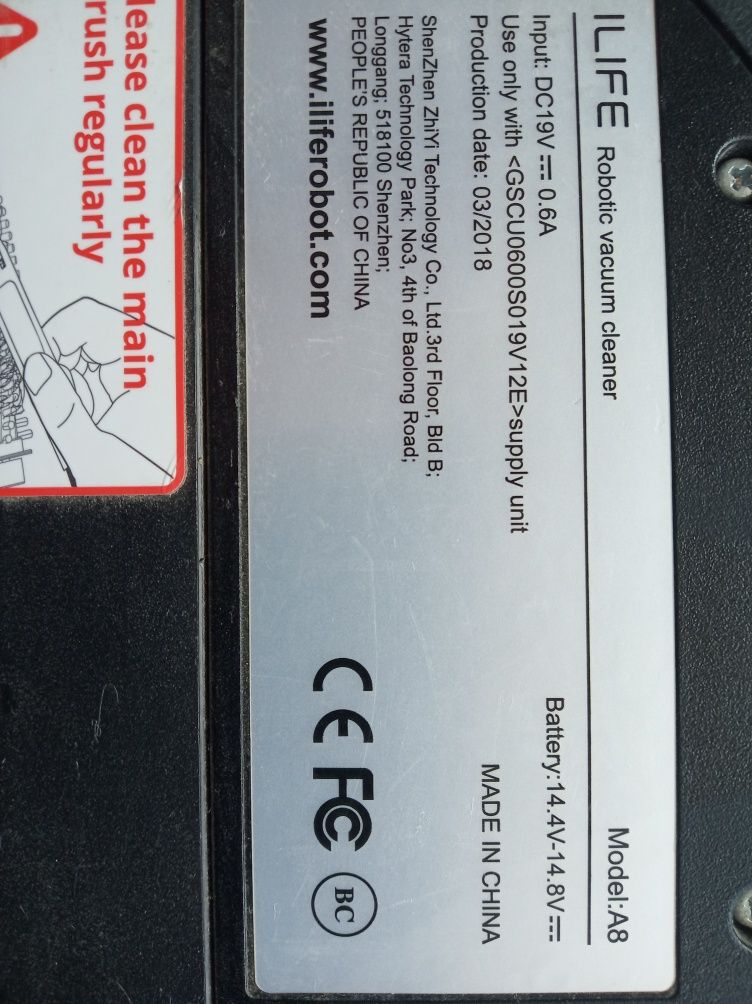 ILIFE Robotic vacuum cleaner Model:A8
Input: DC19V ⎓ 0.6A Battery:14.4V-14.8V⎓
Use only with <GSCU0600S019V12E>supply unit
Production date: 03/2018 MADE IN CHINA
ShenZhen ZhiYi Technology Co., Ltd.3rd Floor, Bld B;
Hytera Technology Park; No3, 4th of Baolong Road;
Longgang; 518100 Shenzhen;
PEOPLE'S REPUBLIC OF CHINA
www.iliferobot.com
CE FC BC
lease clean the main
rush regularly